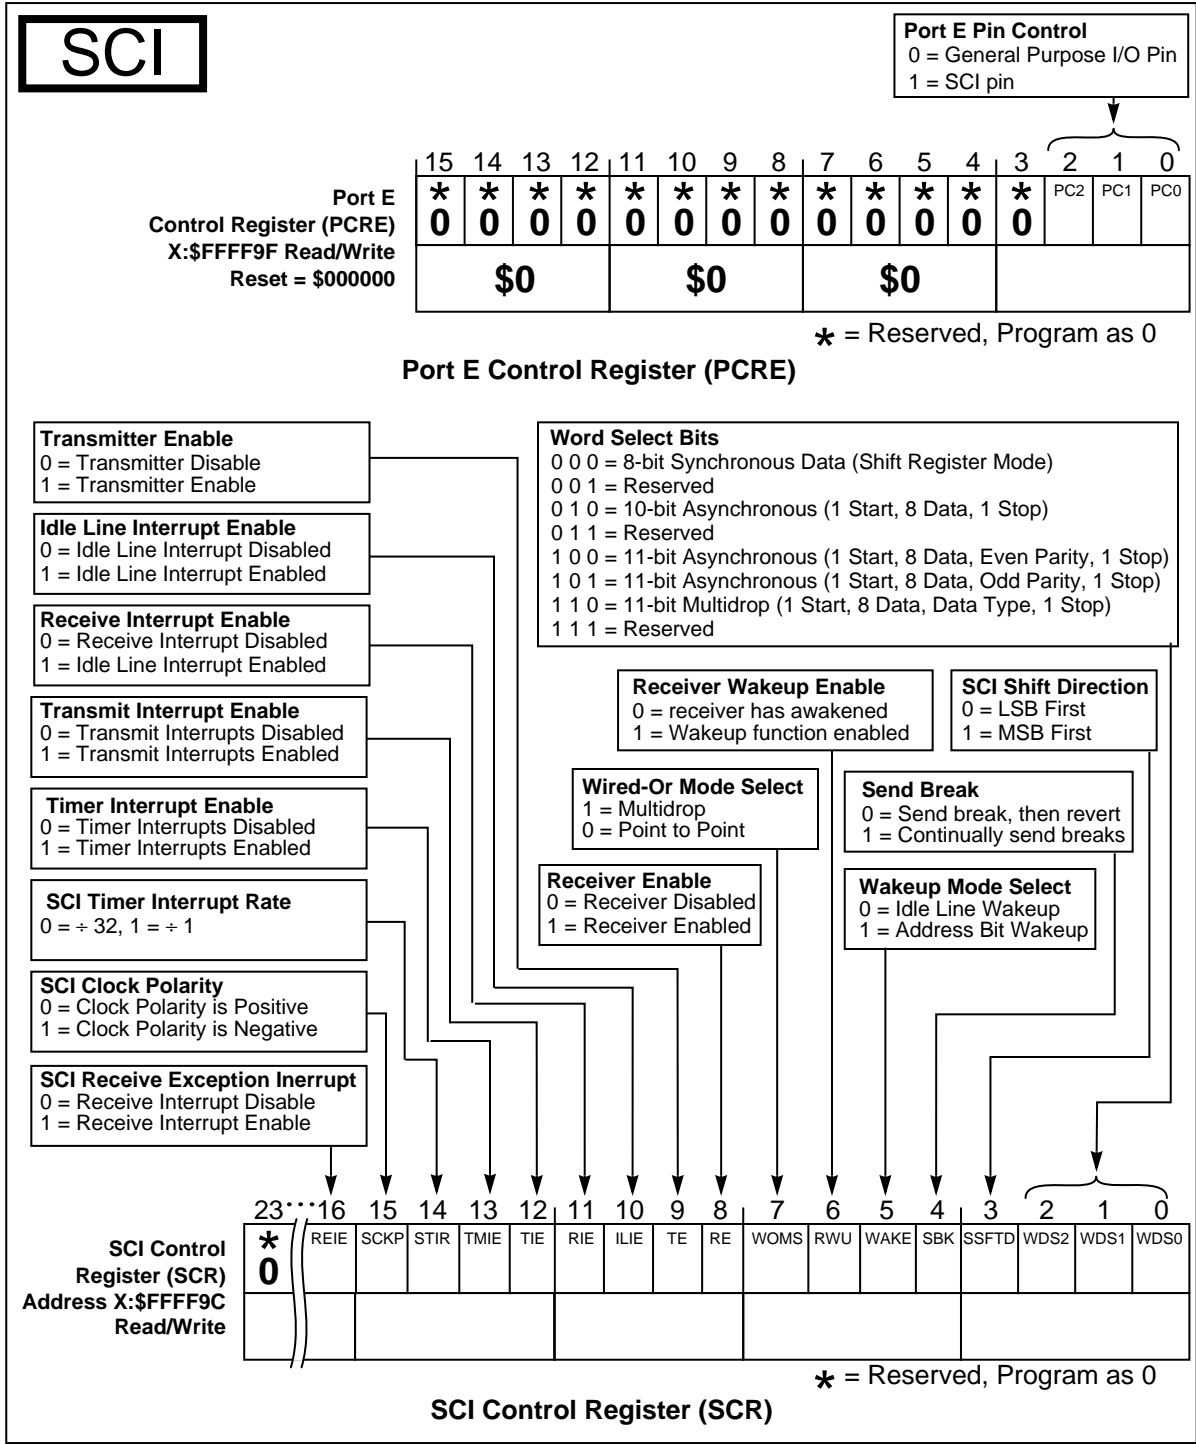 SCI
Port E Pin Control
0 = General Purpose I/O Pin
1 = SCI pin
15 14 13 12 11 10 9 8 7 6 5 4 3 2 1 0
Port E
Control Register (PCRE)
X:$FFFF9F Read/Write
Reset = $000000
* * * * * * * * * * * * * PC2 PC1 PC0
0 0 0 0 0 0 0 0 0 0 0 0 0
$0 $0 $0
* = Reserved, Program as 0
Port E Control Register (PCRE)
Transmitter Enable
0 = Transmitter Disable
1 = Transmitter Enable
Idle Line Interrupt Enable
0 = Idle Line Interrupt Disabled
1 = Idle Line Interrupt Enabled
Receive Interrupt Enable
0 = Receive Interrupt Disabled
1 = Idle Line Interrupt Enabled
Transmit Interrupt Enable
0 = Transmit Interrupts Disabled
1 = Transmit Interrupts Enabled
Timer Interrupt Enable
0 = Timer Interrupts Disabled
1 = Timer Interrupts Enabled
SCI Timer Interrupt Rate
0 = ÷ 32, 1 = ÷ 1
SCI Clock Polarity
0 = Clock Polarity is Positive
1 = Clock Polarity is Negative
SCI Receive Exception Inerrupt
0 = Receive Interrupt Disable
1 = Receive Interrupt Enable
Word Select Bits
0 0 0 = 8-bit Synchronous Data (Shift Register Mode)
0 0 1 = Reserved
0 1 0 = 10-bit Asynchronous (1 Start, 8 Data, 1 Stop)
0 1 1 = Reserved
1 0 0 = 11-bit Asynchronous (1 Start, 8 Data, Even Parity, 1 Stop)
1 0 1 = 11-bit Asynchronous (1 Start, 8 Data, Odd Parity, 1 Stop)
1 1 0 = 11-bit Multidrop (1 Start, 8 Data, Data Type, 1 Stop)
1 1 1 = Reserved
Receiver Wakeup Enable
0 = receiver has awakened
1 = Wakeup function enabled
SCI Shift Direction
0 = LSB First
1 = MSB First
Wired-Or Mode Select
1 = Multidrop
0 = Point to Point
Send Break
0 = Send break, then revert
1 = Continually send breaks
Receiver Enable
0 = Receiver Disabled
1 = Receiver Enabled
Wakeup Mode Select
0 = Idle Line Wakeup
1 = Address Bit Wakeup
23 ··· 16 15 14 13 12 11 10 9 8 7 6 5 4 3 2 1 0
SCI Control
Register (SCR)
Address X:$FFFF9C
Read/Write
* REIE SCKP STIR TMIE TIE RIE ILIE TE RE WOMS RWU WAKE SBK SSFTD WDS2 WDS1 WDS0
0
* = Reserved, Program as 0
SCI Control Register (SCR)